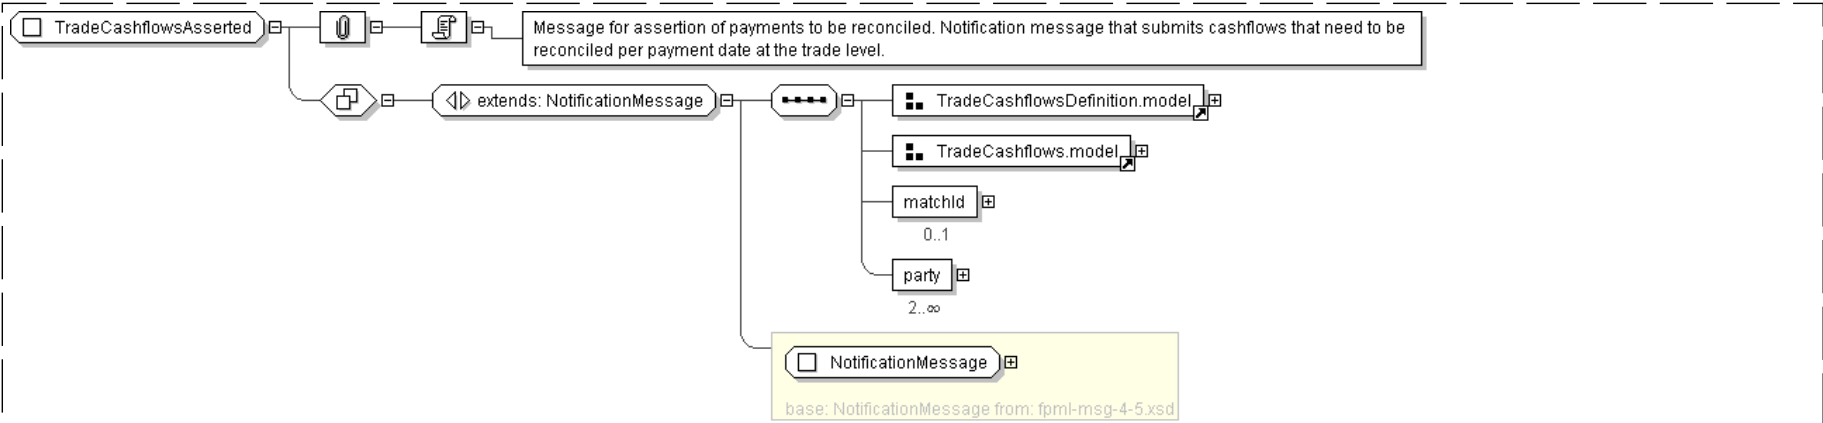 TradeCashflowsAsserted
Message for assertion of payments to be reconciled. Notification message that submits cashflows that need to be
reconciled per payment date at the trade level.
extends: NotificationMessage
TradeCashflowsDefinition.model
TradeCashflows.model
matchId
0..1
party
2..∞
NotificationMessage
base: NotificationMessage from: fpml-msg-4-5.xsd